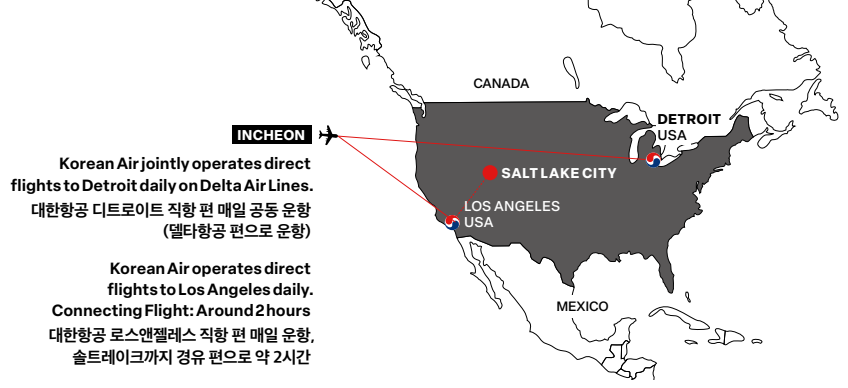 CANADA
DETROIT
USA
INCHEON
Korean Air jointly operates direct
flights to Detroit daily on Delta Air Lines.
대한항공 디트로이트 직항 편 매일 공동 운항
(델타항공 편으로 운항)
SALT LAKE CITY
LOS ANGELES
USA
Korean Air operates direct
flights to Los Angeles daily.
Connecting Flight: Around 2 hours
대한항공 로스앤젤레스 직항 편 매일 운항,
솔트레이크까지 경유 편으로 약 2시간
MEXICO